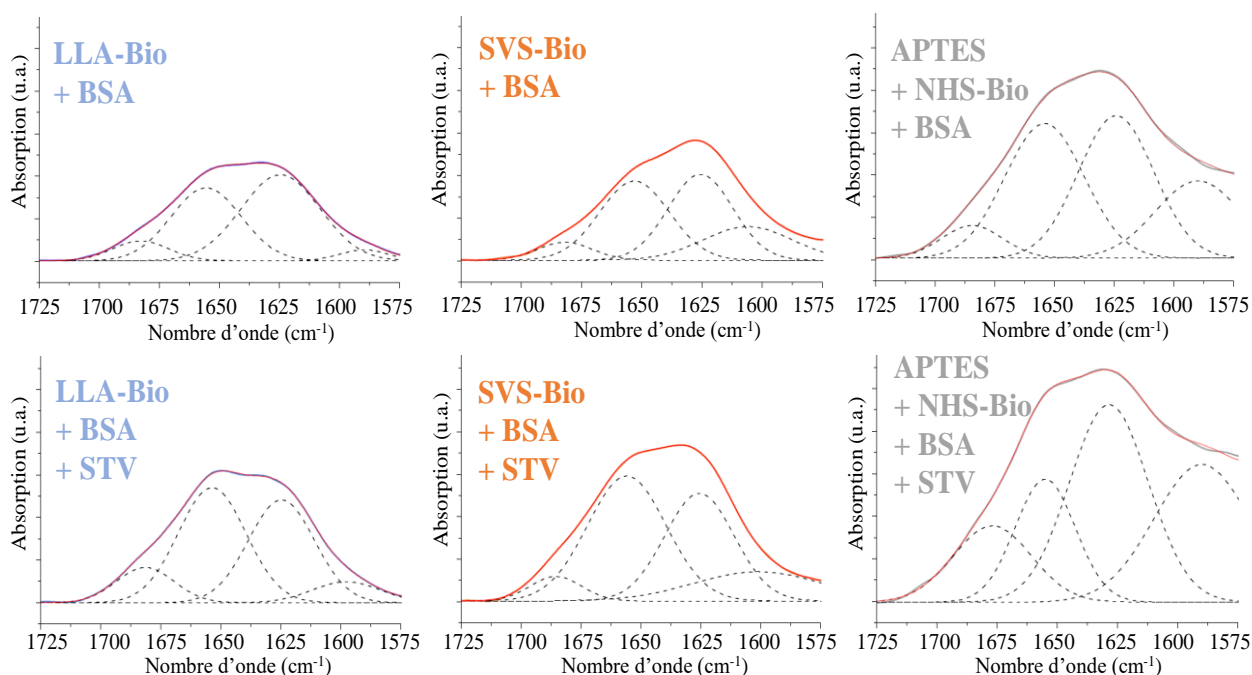 LLA-Bio
+ BSA
Absorption (u.a.)
1725 1700 1675 1650 1625 1600 1575
Nombre d'onde (cm-1)
SVS-Bio
+ BSA
Absorption (u.a.)
1725 1700 1675 1650 1625 1600 1575
Nombre d'onde (cm-1)
APTES
+ NHS-Bio
+ BSA
Absorption (u.a.)
1725 1700 1675 1650 1625 1600 1575
Nombre d'onde (cm-1)
LLA-Bio
+ BSA
+ STV
Absorption (u.a.)
1725 1700 1675 1650 1625 1600 1575
Nombre d'onde (cm-1)
SVS-Bio
+ BSA
+ STV
Absorption (u.a.)
1725 1700 1675 1650 1625 1600 1575
Nombre d'onde (cm-1)
APTES
+ NHS-Bio
+ BSA
+ STV
Absorption (u.a.)
1725 1700 1675 1650 1625 1600 1575
Nombre d'onde (cm-1)